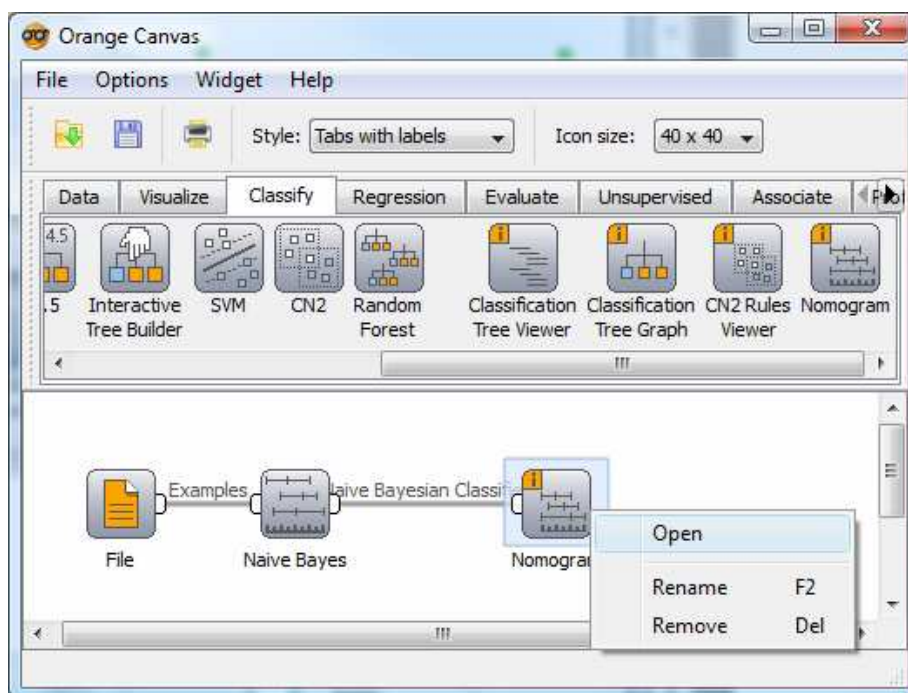 Orange Canvas
File Options Widget Help
Style: Tabs with labels Icon size: 40 x 40
Data Visualize Classify Regression Evaluate Unsupervised Associate
4.5
.5 Interactive Tree Builder SVM CN2 Random Forest Classification Tree Viewer Classification Tree Graph CN2 Rules Viewer Nomogram
Examples aive Bayesian Classif
File Naive Bayes Nomogra
Open
Rename F2
Remove Del